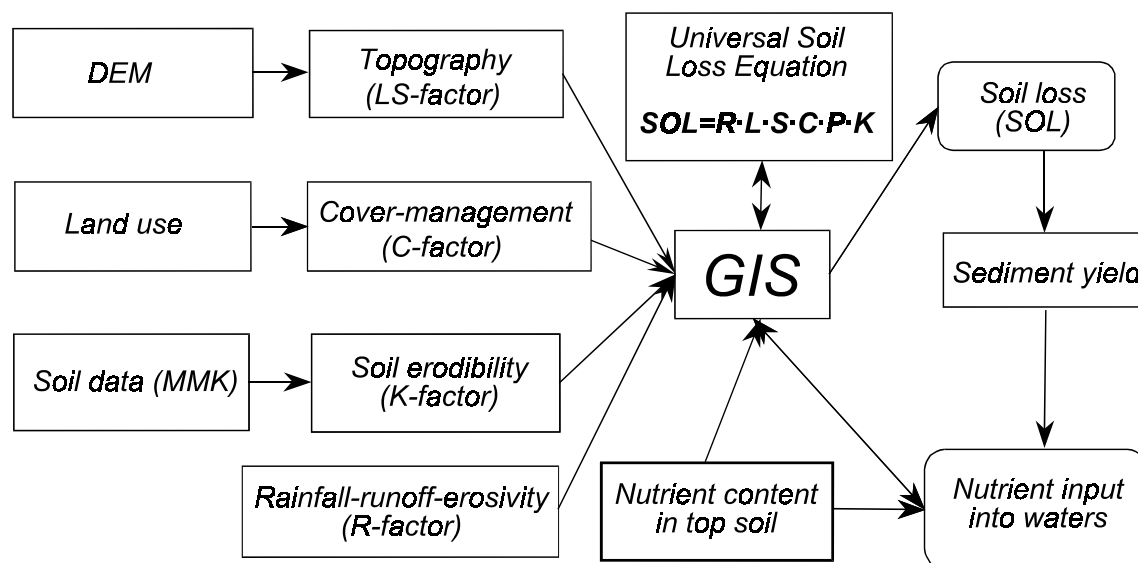 DEM
Topography
(LS-factor)
Universal Soil
Loss Equation
SOL=R·L·S·C·P·K
Soil loss
(SOL)
Land use
Cover-management
(C-factor)
GIS
Sediment yield
Soil data (MMK)
Soil erodibility
(K-factor)
Rainfall-runoff-erosivity
(R-factor)
Nutrient content
in top soil
Nutrient input
into waters